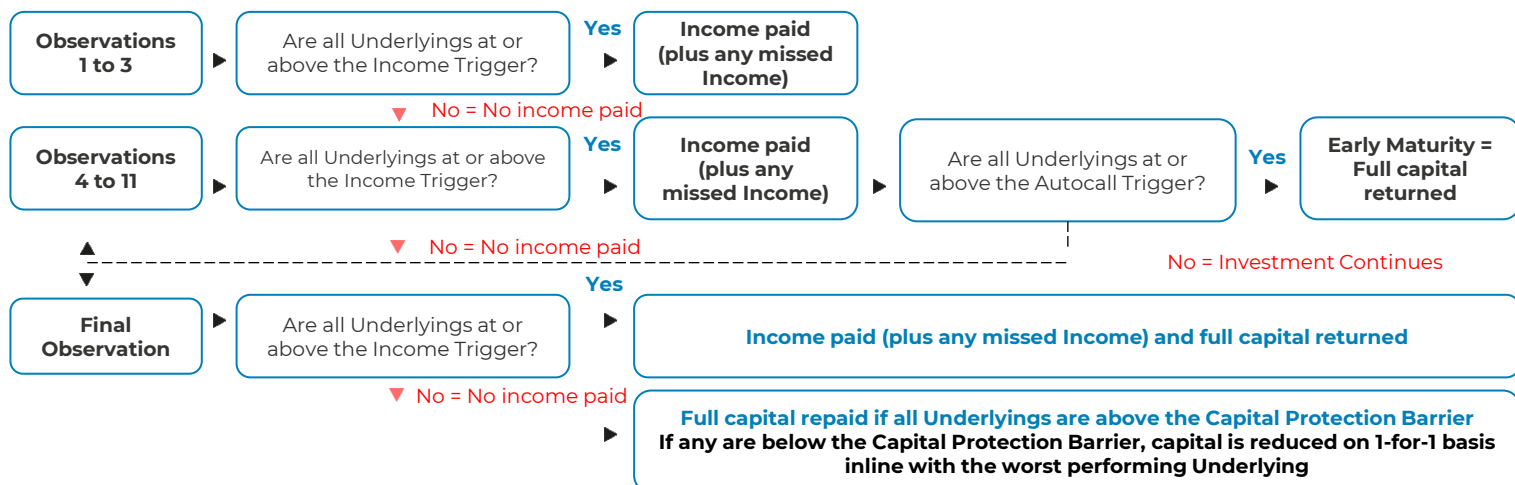 Observations
1 to 3
Are all Underlyings at or
above the Income Trigger?
Yes
Income paid
(plus any missed
Income)
No = No income paid
Observations
4 to 11
Are all Underlyings at or above
the Income Trigger?
Yes
Income paid
(plus any
missed Income)
Are all Underlyings at or
above the Autocall Trigger?
Yes
Early Maturity =
Full capital
returned
No = No income paid
No = Investment Continues
Final
Observation
Are all Underlyings at or
above the Income Trigger?
Yes
Income paid (plus any missed Income) and full capital returned
No = No income paid
Full capital repaid if all Underlyings are above the Capital Protection Barrier
If any are below the Capital Protection Barrier, capital is reduced on 1-for-1 basis
inline with the worst performing Underlying